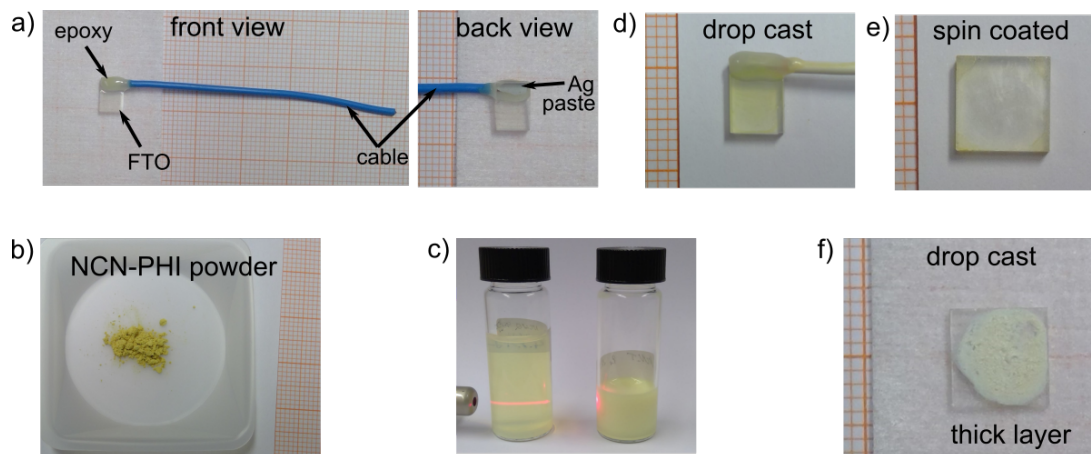 a)
front view
epoxy
FTO
cable
back view
Ag
paste
d)
drop cast
e)
spin coated
b)
NCN-PHI powder
c)
f)
drop cast
thick layer